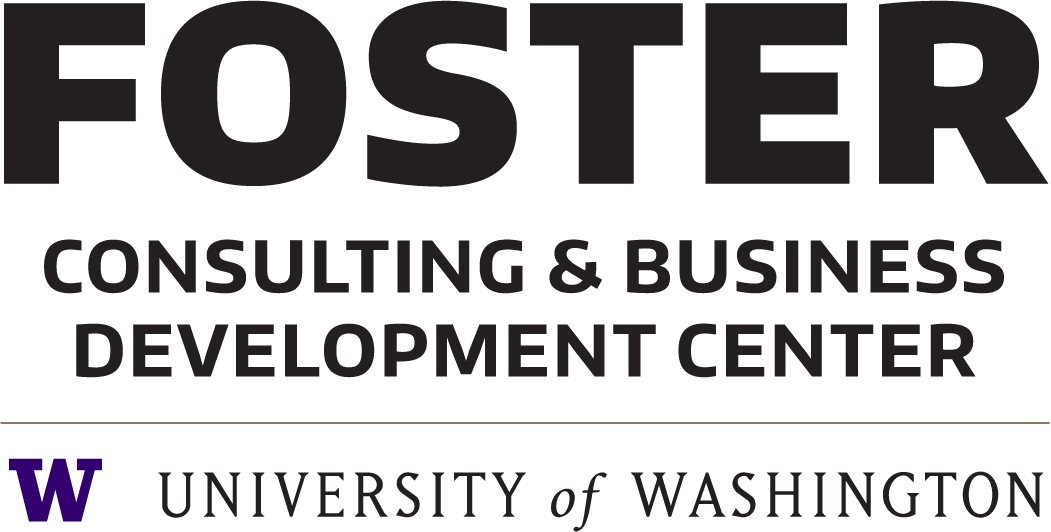 FOSTER
CONSULTING & BUSINESS
DEVELOPMENT CENTER
W UNIVERSITY of WASHINGTON